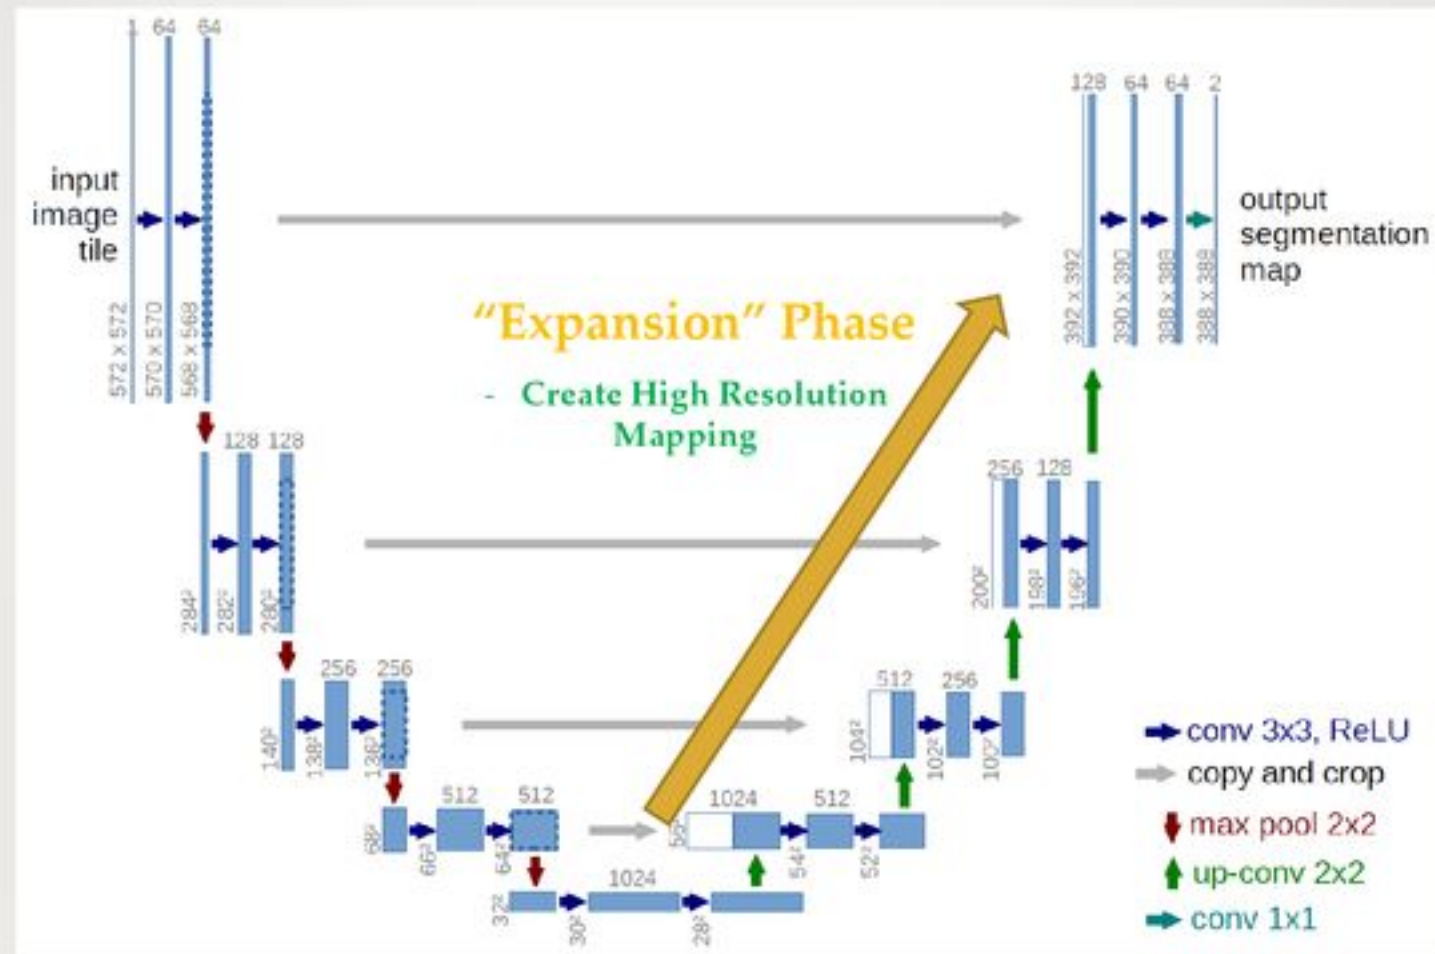 1 64 64
128 64 64 2
input
image
tile
output
segmentation
map
572 x 572
570 x 570
568 x 568
392 x 392
390 x 390
388 x 388
388 x 388
“Expansion” Phase
- Create High Resolution
Mapping
128 128
256 128
284²
282²
280²
200²
198²
196²
256 256
512 256
140²
138²
136²
104²
102²
100²
512 512
1024 512
68²
66²
64²
56²
54²
52²
1024
32²
30²
28²
conv 3x3, ReLU
copy and crop
max pool 2x2
up-conv 2x2
conv 1x1